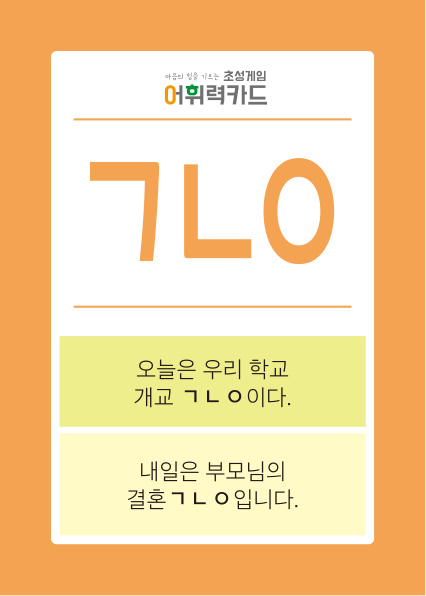 마음의 힘을 기르는 초성게임
어휘력카드
ㄱㄴㅇ
오늘은 우리 학교
개교 ㄱㄴㅇ이다.
내일은 부모님의
결혼ㄱㄴㅇ입니다.